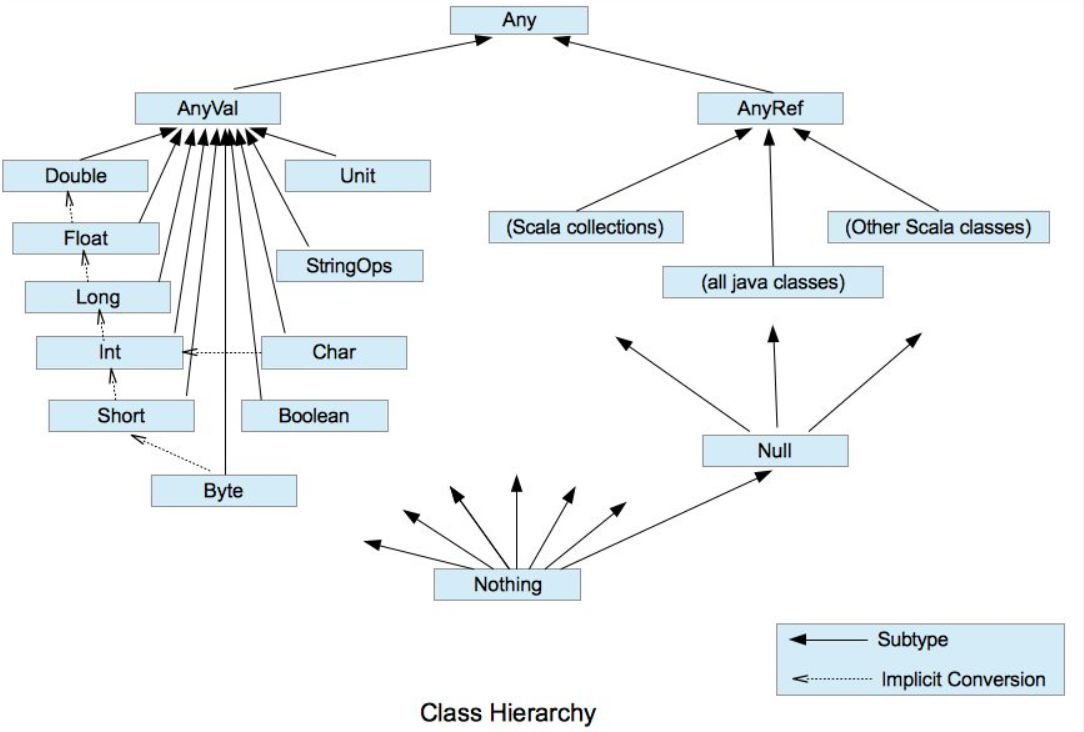 Any
AnyVal
AnyRef
Double
Unit
Float
(Scala collections)
(Other Scala classes)
StringOps
(all java classes)
Long
Int
Char
Short
Boolean
Null
Byte
Nothing
Subtype
Implicit Conversion
Class Hierarchy